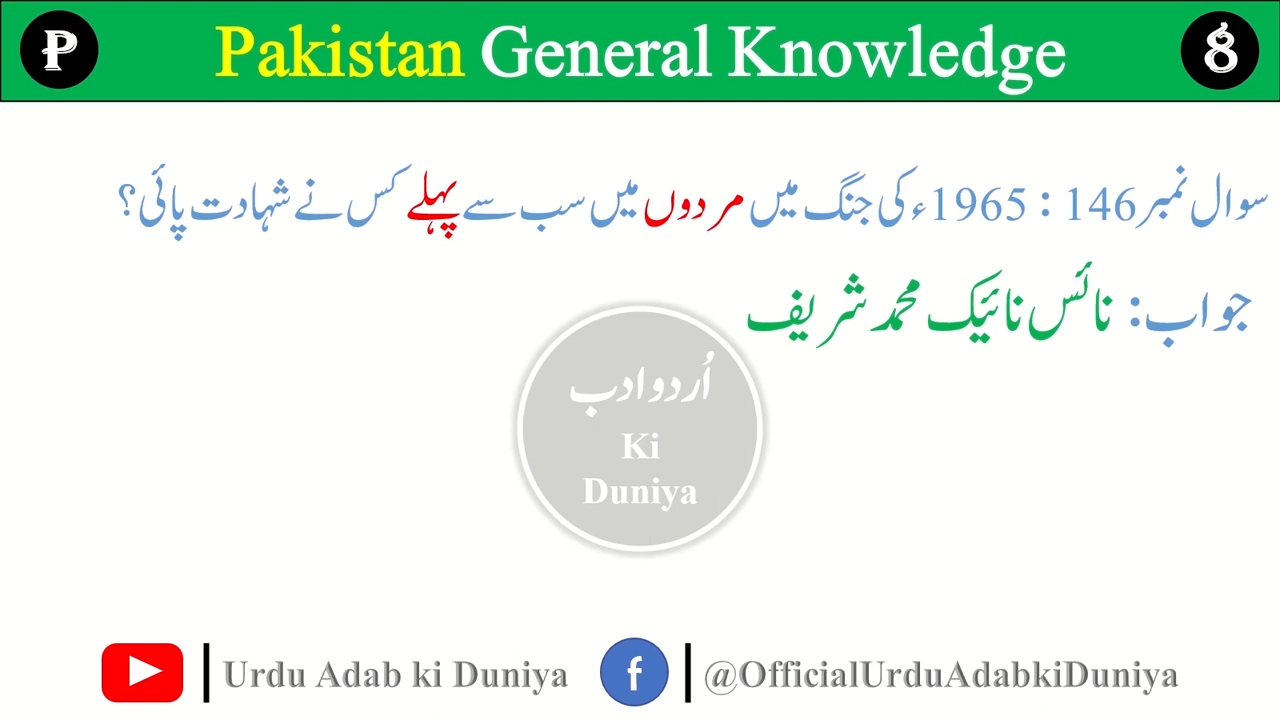 P Pakistan General Knowledge 8
سوال نمبر 146 : 1965ء کی جنگ میں مردوں میں سب سے پہلے کس نے شہادت پائی؟
جواب: نائس نائیک محمد شریف
اُردو ادب
Ki
Duniya
Urdu Adab ki Duniya
@OfficialUrduAdabkiDuniya